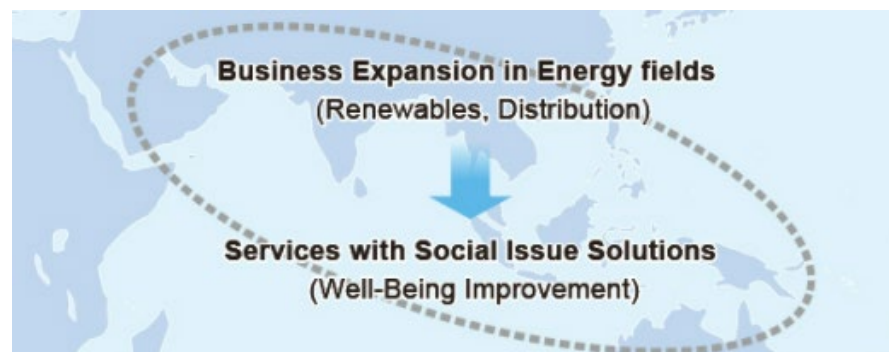 Business Expansion in Energy fields
(Renewables, Distribution)
Services with Social Issue Solutions
(Well-Being Improvement)